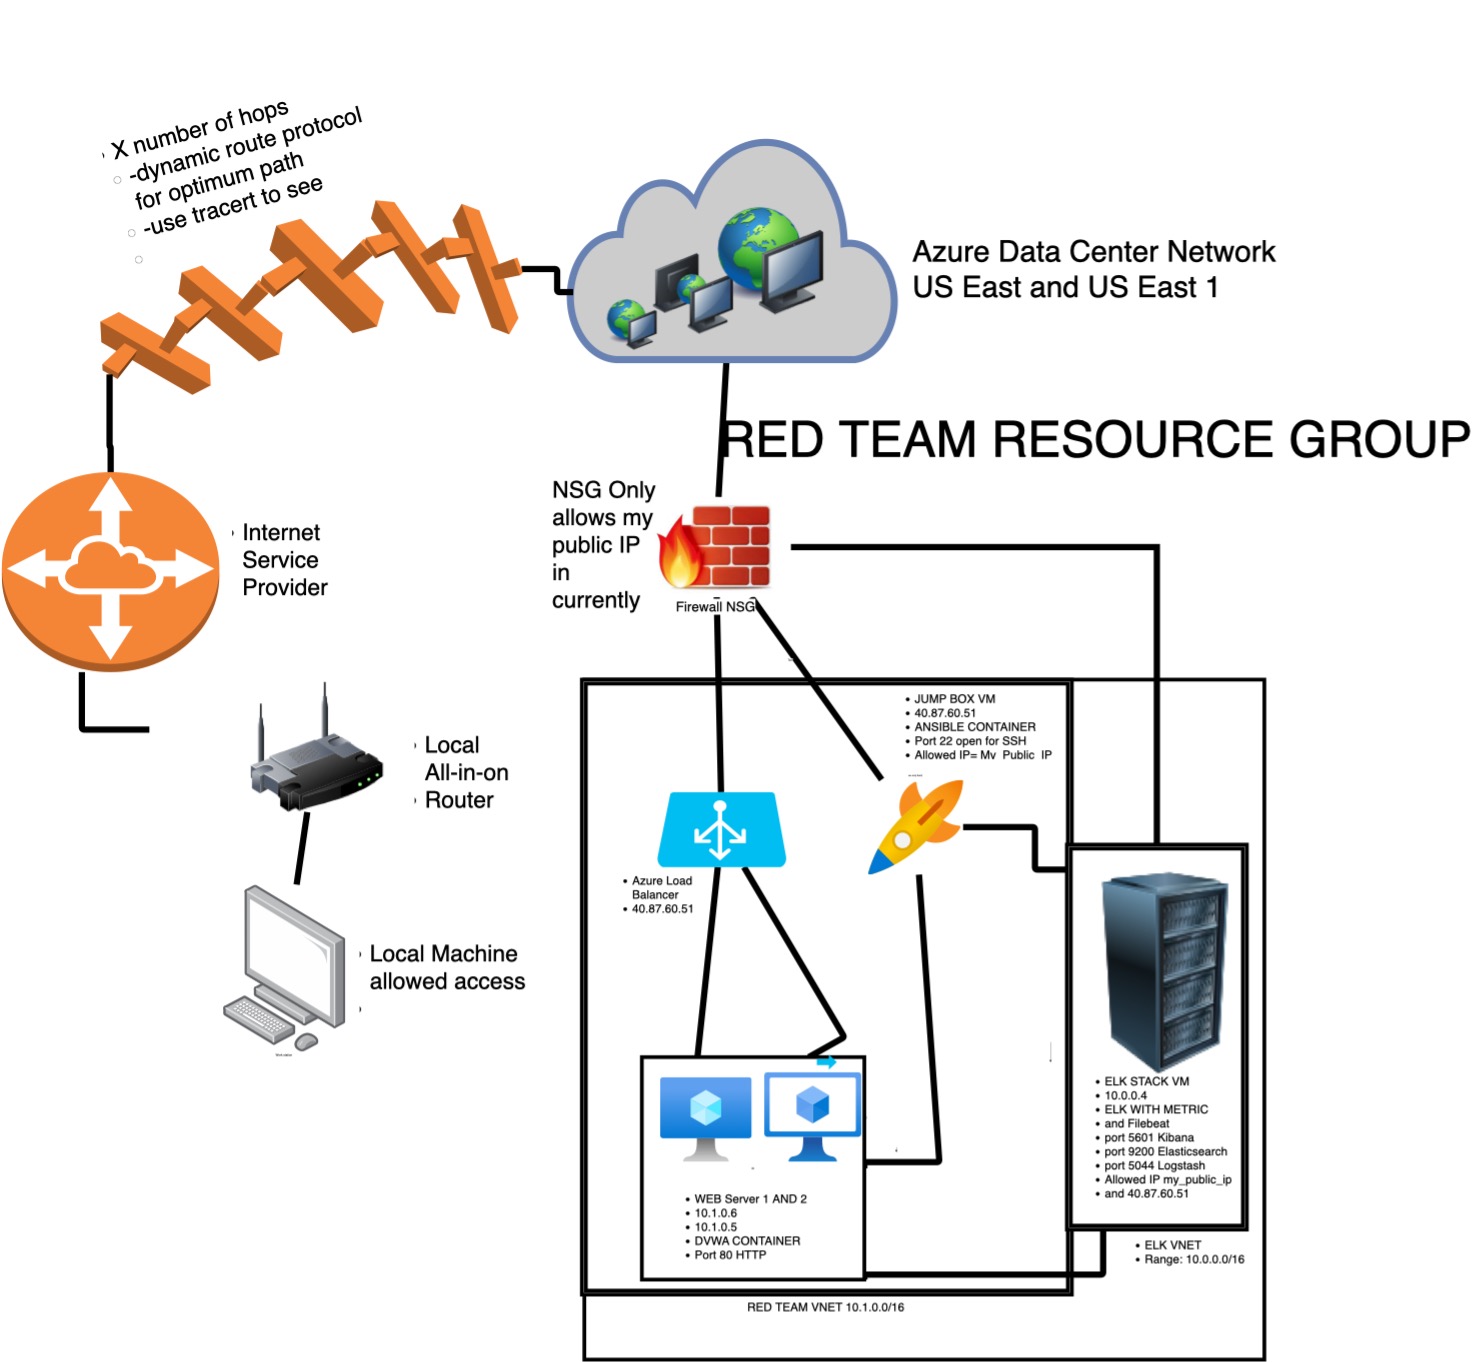 X number of hops
-dynamic route protocol
for optimum path
-use tracert to see
Azure Data Center Network
US East and US East 1
RED TEAM RESOURCE GROUP
NSG Only
allows my
public IP
in
currently
Firewall NSG
Internet
Service
Provider
Local
All-in-on
Router
Local Machine
allowed access
JUMP BOX VM
40.87.60.51
ANSIBLE CONTAINER
Port 22 open for SSH
Allowed IP= My Public IP
Azure Load
Balancer
40.87.60.51
WEB Server 1 AND 2
10.1.0.6
10.1.0.5
DVWA CONTAINER
Port 80 HTTP
ELK STACK VM
10.0.0.4
ELK WITH METRIC
and Filebeat
port 5601 Kibana
port 9200 Elasticsearch
port 5044 Logstash
Allowed IP my_public_ip
and 40.87.60.51
ELK VNET
Range: 10.0.0.0/16
RED TEAM VNET 10.1.0.0/16